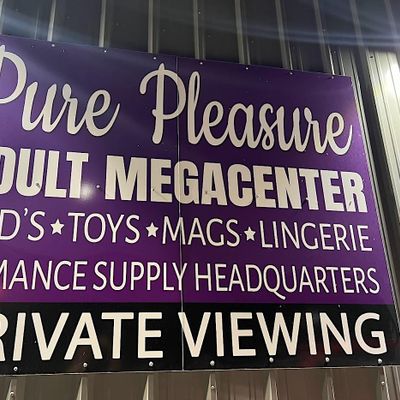 Pure Pleasure
DULT MEGACENTER
D'S★TOYS★MAGS★LINGERIE
MANCE SUPPLY HEADQUARTERS
RIVATE VIEWING